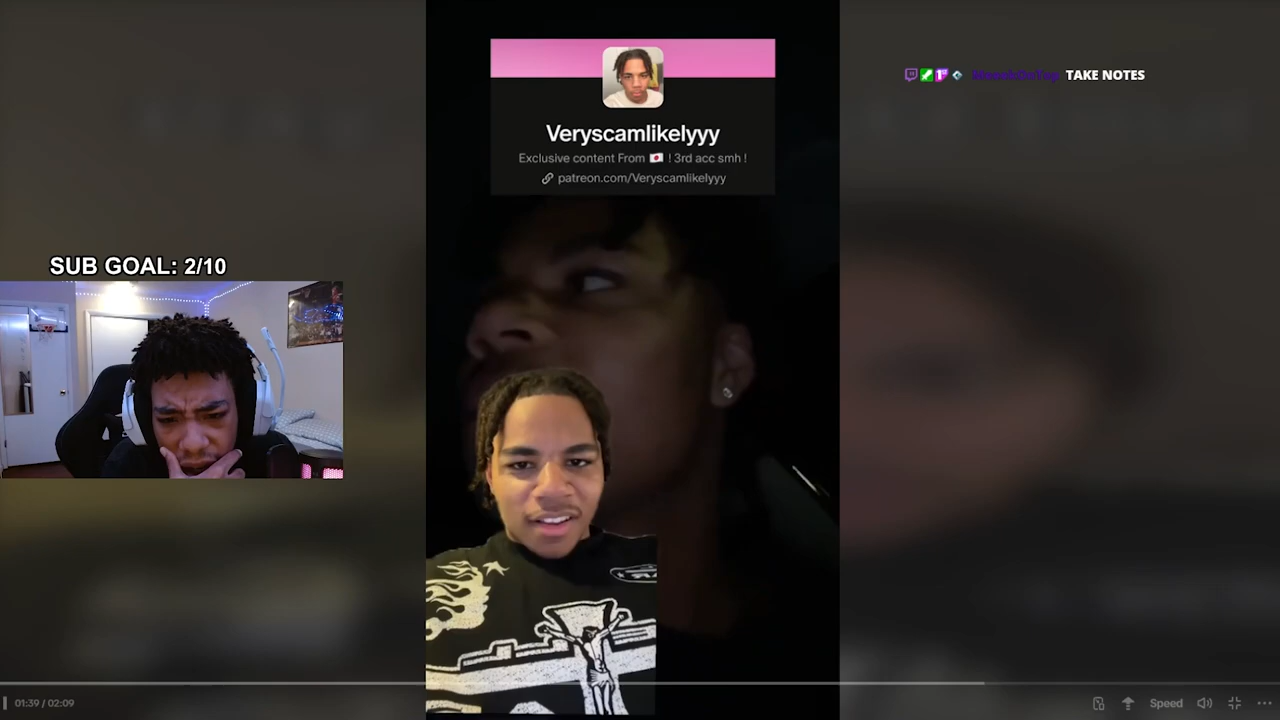 Veryscamlikelyyy
Exclusive content From 🇯🇵 ! 3rd acc smh !
patreon.com/Veryscamlikelyyy
TAKE NOTES
SUB GOAL: 2/10
01:39 / 02:09
Speed